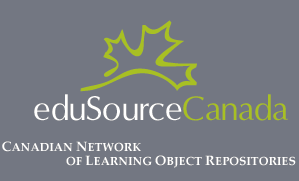 eduSourceCanada
CANADIAN NETWORK
OF LEARNING OBJECT REPOSITORIES